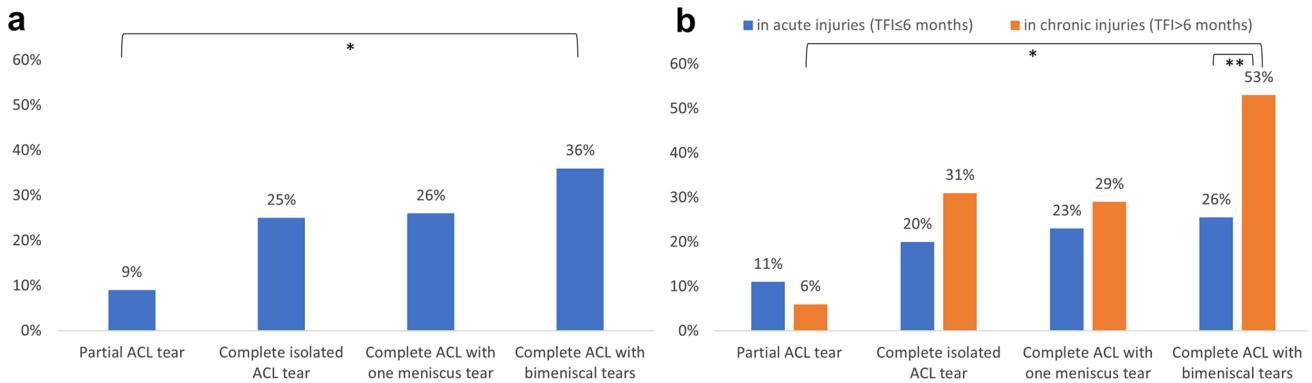 a
*
60%
50%
40%
30%
20%
10%
0%
9%
25%
26%
36%
Partial ACL tear
Complete isolated
ACL tear
Complete ACL with
one meniscus tear
Complete ACL with
bimeniscal tears
b
in acute injuries (TFI≤6 months)
in chronic injuries (TFI>6 months)
*
**
60%
50%
40%
30%
20%
10%
0%
11%
6%
20%
31%
23%
29%
26%
53%
Partial ACL tear
Complete isolated
ACL tear
Complete ACL with
one meniscus tear
Complete ACL with
bimeniscal tears